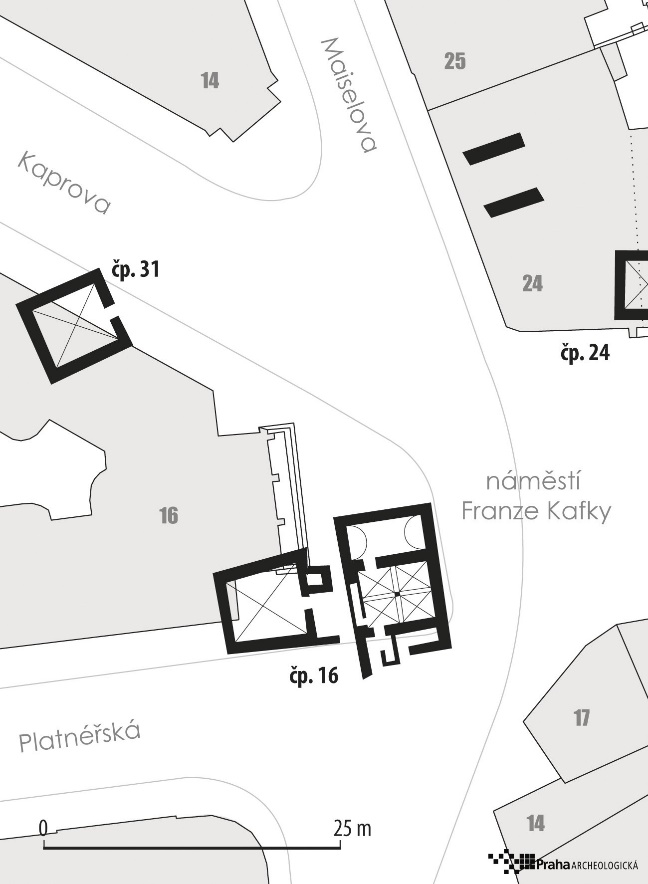 14
Maiselova
25
Kaprova
čp. 31
24
čp. 24
náměstí
Franze Kafky
16
čp. 16
17
Platnéřská
14
0
25 m
Praha ARCHEOLOGICKÁ